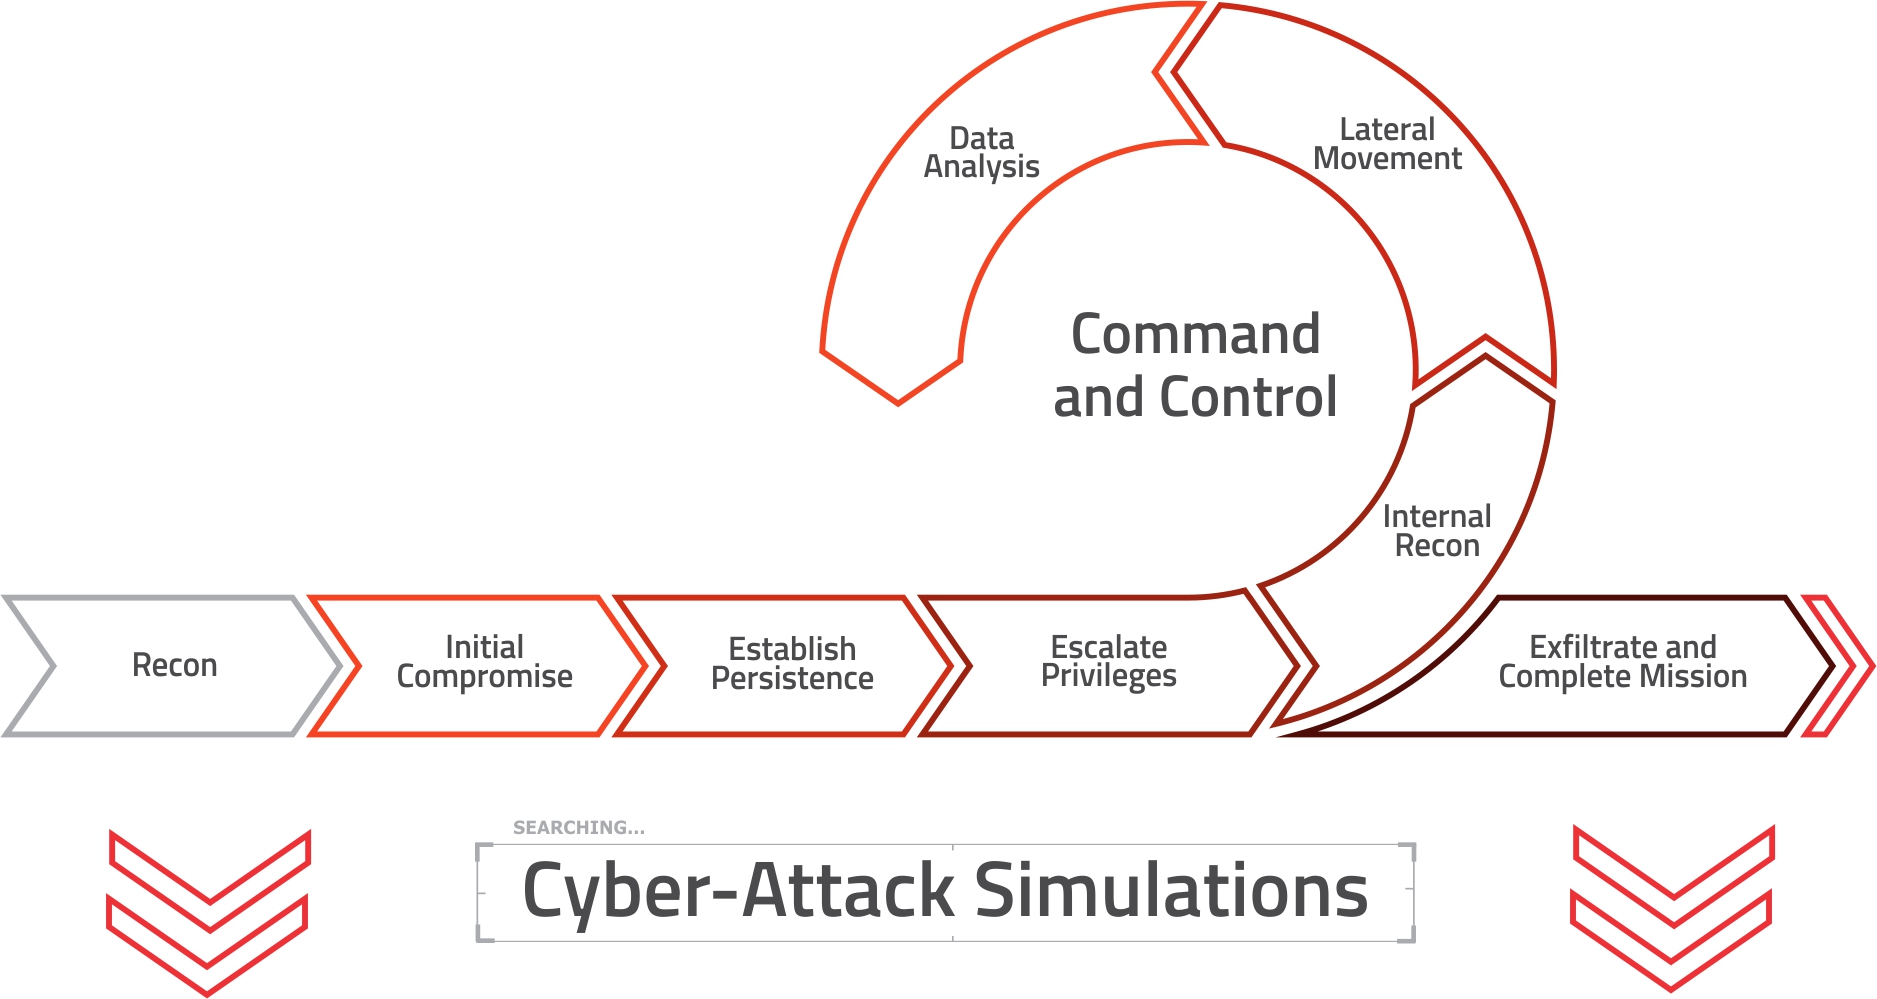 Data
Analysis
Lateral
Movement
Command
and Control
Internal
Recon
Recon
Initial
Compromise
Establish
Persistence
Escalate
Privileges
Exfiltrate and
Complete Mission
SEARCHING...
Cyber-Attack Simulations